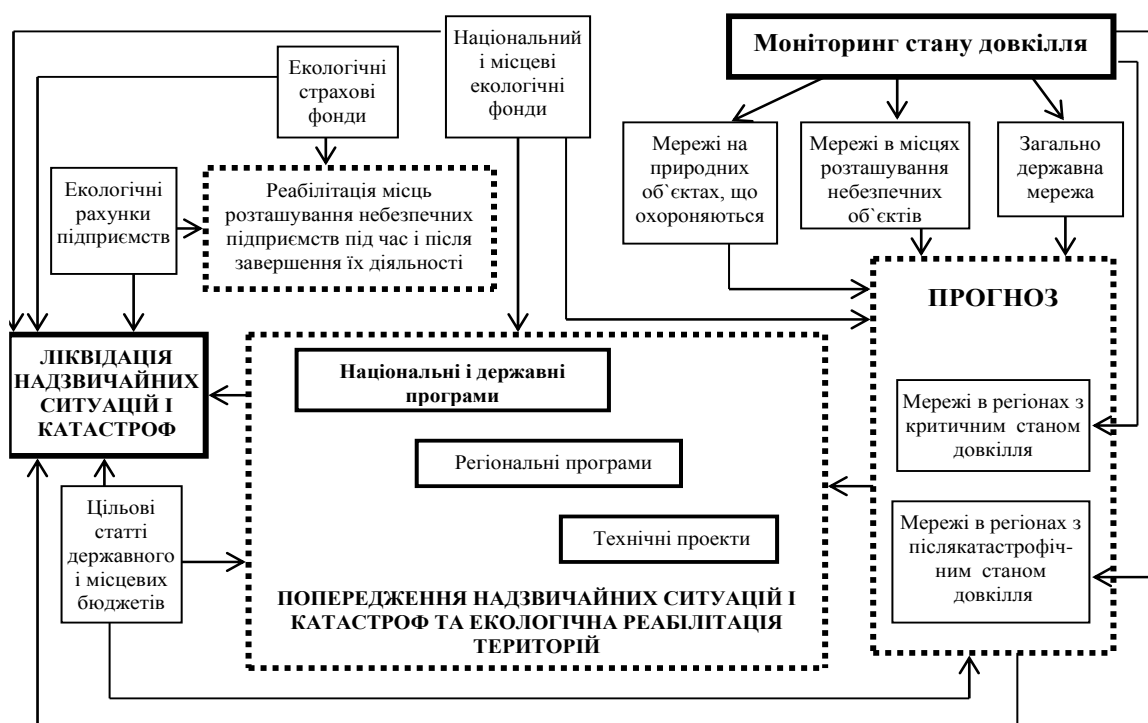 Національний
і місцеві
екологічні
фонди
Моніторинг стану довкілля
Екологічні
страхові
фонди
Мережі на
природних
об`єктах, що
охороняються
Мережі в місцях
розташування
небезпечних
об`єктів
Загально
державна
мережа
Екологічні
рахунки
підприємств
Реабілітація місць
розташування небезпечних
підприємств під час і після
завершення їх діяльності
ПРОГНОЗ
ЛІКВІДАЦІЯ
НАДЗВИЧАЙНИХ
СИТУАЦІЙ І
КАТАСТРОФ
Національні і державні
програми
Мережі в регіонах з
критичним станом
довкілля
Регіональні програми
Цільові
статті
державного
і місцевих
бюджетів
Технічні проекти
Мережі в регіонах з
післякатастрофіч-
ним станом
довкілля
ПОПЕРЕДЖЕННЯ НАДЗВИЧАЙНИХ СИТУАЦІЙ І
КАТАСТРОФ ТА ЕКОЛОГІЧНА РЕАБІЛІТАЦІЯ
ТЕРИТОРІЙ